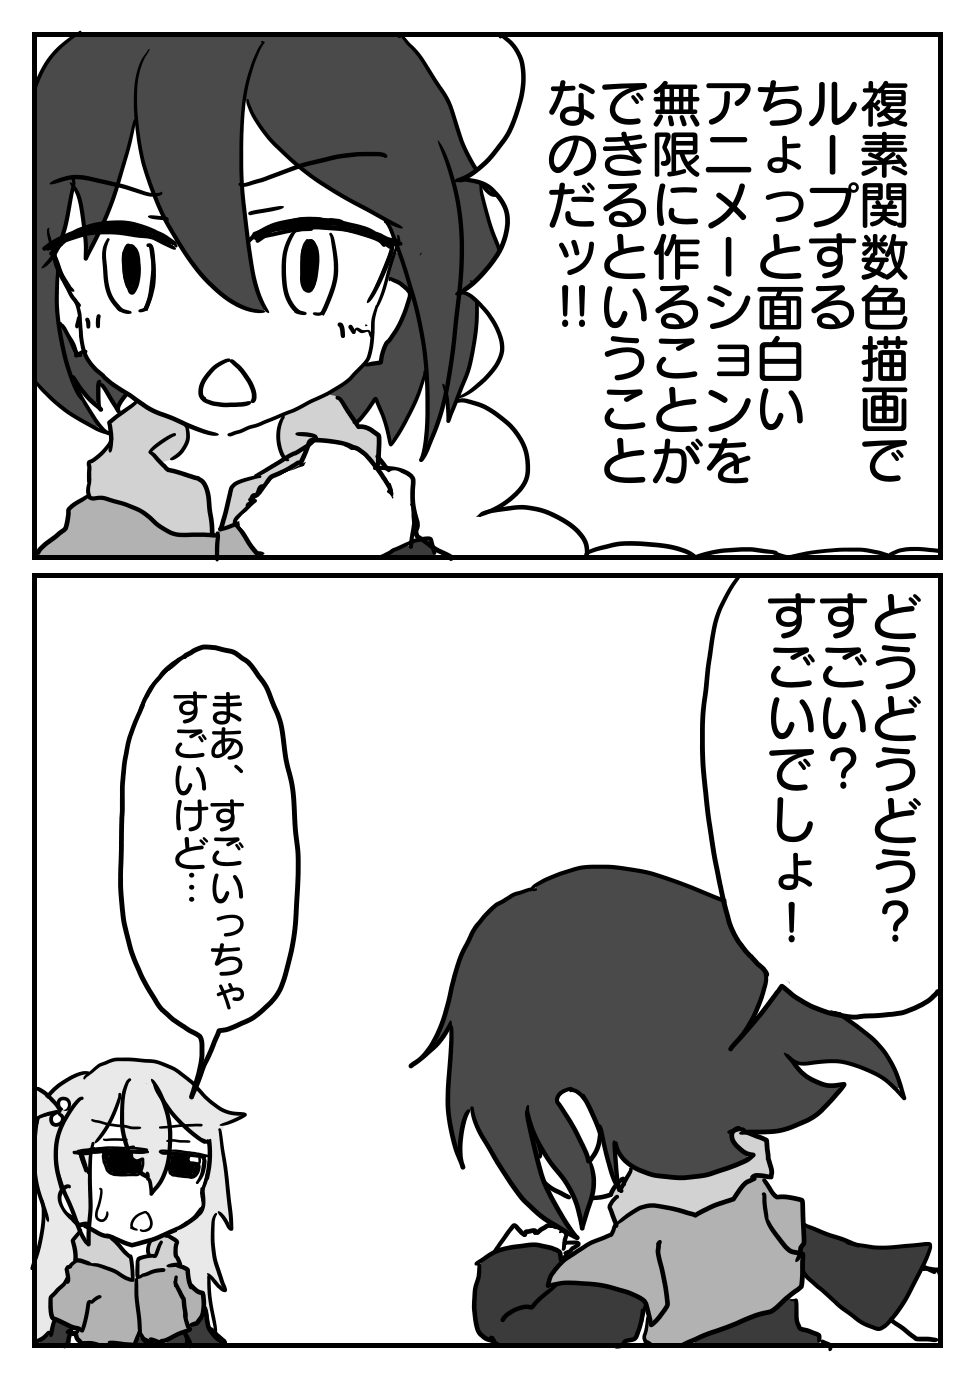 複素関数色描画で
ループする
ちょっと面白い
アニメーションを
無限に作ることが
できるということ
なのだッ!!
どうどうどう？
すごい？
すごいでしょ！
まあ、すごいっちゃ
すごいけど…